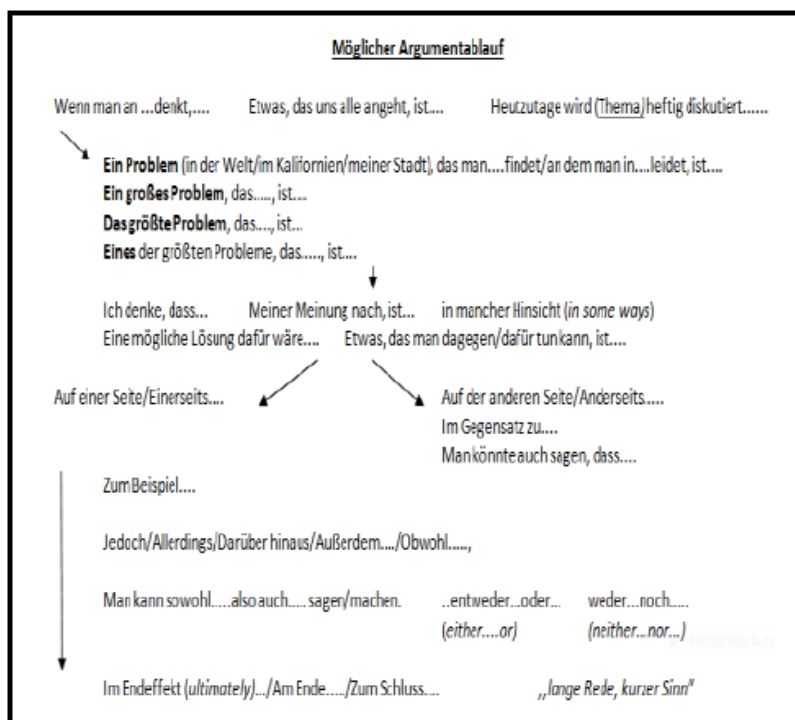 Möglicher Argumentablauf
Wenn man an ...denkt,.... Etwas, das uns alle angeht, ist.... Heutzutage wird (Thema) heftig diskutiert......
Ein Problem (in der Welt/im Kalifornien/meiner Stadt), das man....findet/an dem man in....leidet, ist....
Ein großes Problem, das....., ist....
Das größte Problem, das...., ist...
Eines der größten Probleme, das....., ist....
Ich denke, dass... Meiner Meinung nach, ist... in mancher Hinsicht (in some ways)
Eine mögliche Lösung dafür wäre.... Etwas, das man dagegen/dafür tun kann, ist....
Auf einer Seite/Einerseits.... Auf der anderen Seite/Anderseits.....
Im Gegensatz zu....
Man könnte auch sagen, dass....
Zum Beispiel....
Jedoch/Allerdings/Darüber hinaus/Außerdem..../Obwohl.....,
Man kann sowohl.....also auch..... sagen/machen. ..entweder...oder... weder...noch.....
(either....or) (neither...nor...)
Im Endeffekt (ultimately).../Am Ende..../Zum Schluss.... „lange Rede, kurzer Sinn"